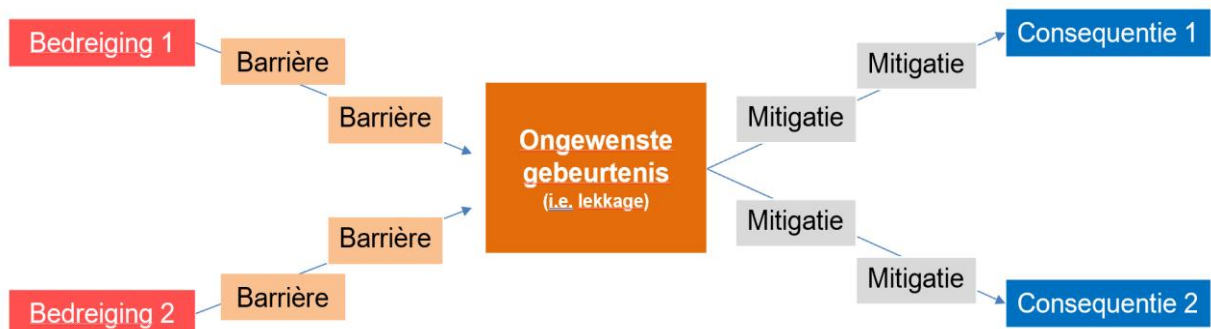 Bedreiging 1
Barrière
Barrière
Barrière
Barrière
Bedreiging 2
Ongewenste
gebeurtenis
(i.e. lekkage)
Mitigatie
Mitigatie
Consequentie 1
Mitigatie
Mitigatie
Consequentie 2